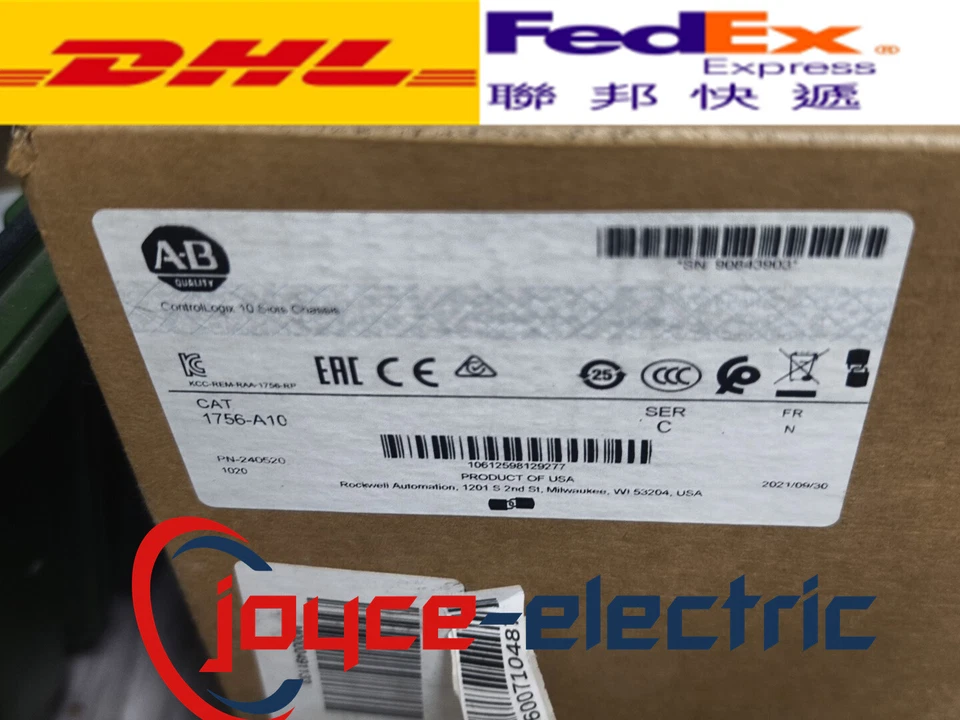 DHL
FedEx ®
Express
聯邦快遞
A·B
QUALITY
*SN: 90843903*
ControlLogix 10 Slots Chassis
KCC-REM-RAA-1756-RP
EAC CE
25
CCC
CAT
1756-A10
SER
C
FR
N
PN-240520
1020
10612598129277
PRODUCT OF USA
Rockwell Automation, 1201 S 2nd St, Milwaukee, WI 53204, USA
2021/09/30
joyce-electric